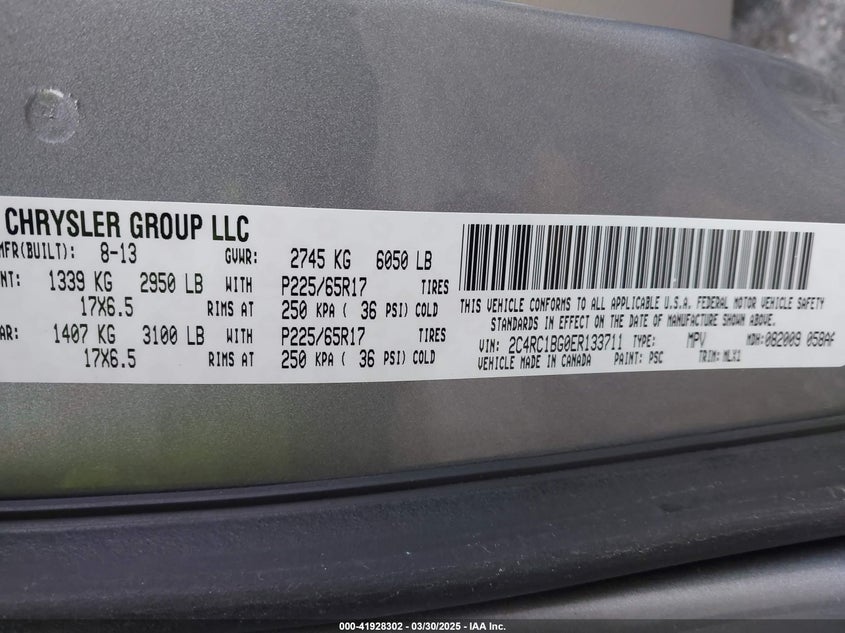 CHRYSLER GROUP LLC
MFR(BUILT): 8-13 GVWR: 2745 KG 6050 LB
NT: 1339 KG 2950 LB WITH P225/65R17 TIRES
17X6.5 RIMS AT 250 KPA ( 36 PSI) COLD
AR: 1407 KG 3100 LB WITH P225/65R17 TIRES
17X6.5 RIMS AT 250 KPA ( 36 PSI) COLD
THIS VEHICLE CONFORMS TO ALL APPLICABLE U.S.A. FEDERAL MOTOR VEHICLE SAFETY
STANDARDS IN EFFECT ON THE DATE OF MANUFACTURE SHOWN ABOVE.
VIN: 2C4RC1BG0ER133711 TYPE: MPV MDH: 082009 058AF
VEHICLE MADE IN CANADA PAINT: PSC TRIM: MLX1
000-41928302 - 03/30/2025 - IAA Inc.